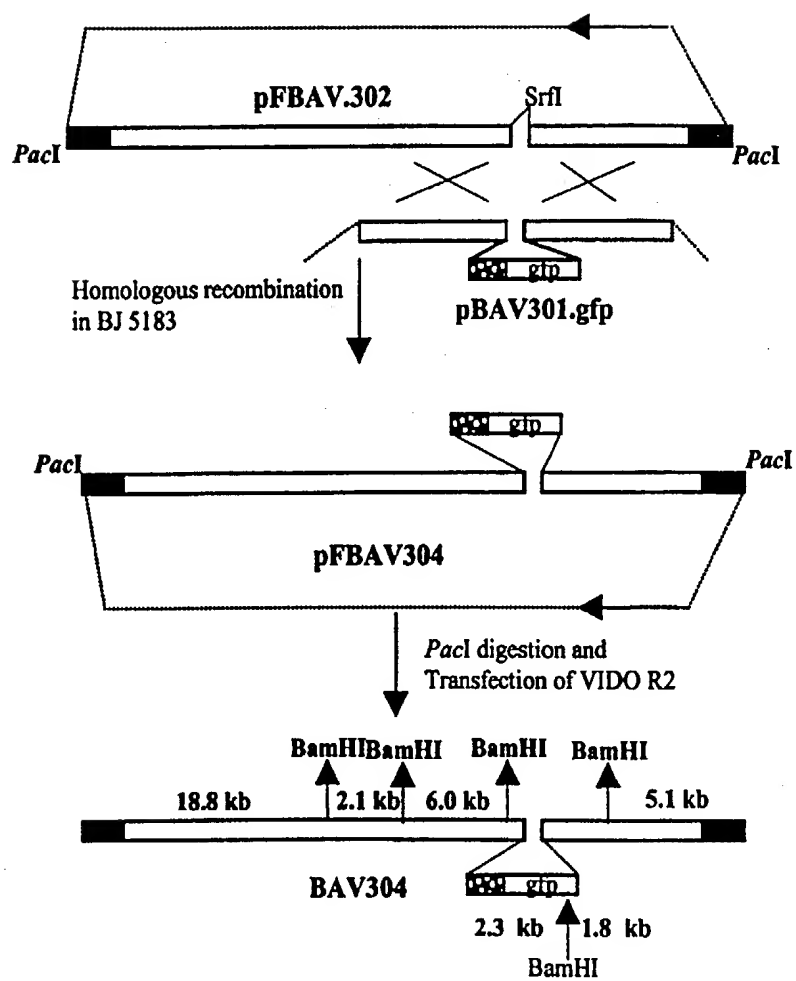 pFBAV.302
SrfI
PacI
PacI
gfp
Homologous recombination
in BJ 5183
pBAV301.gfp
gfp
PacI
PacI
pFBAV304
PacI digestion and
Transfection of VIDO R2
BamHI BamHI BamHI BamHI
18.8 kb 2.1 kb 6.0 kb 5.1 kb
BAV304
gfp
2.3 kb 1.8 kb
BamHI